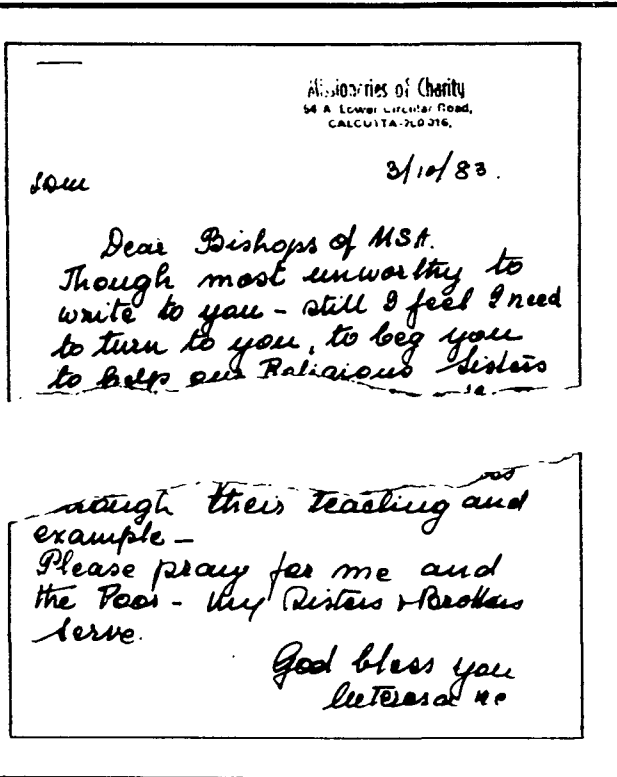 Missionaries of Charity
54 A Lower Circular Road,
CALCUTTA-700016.
3/10/83.
LDM
Dear Bishops of USA.
Though most unworthy to
write to you – still I feel I need
to turn to you, to beg you
to help our Religious Sisters
through their teaching and
example –
Please pray for me and
the Poor – my Sisters & Brothers
serve.
God bless you
M Teresa MC